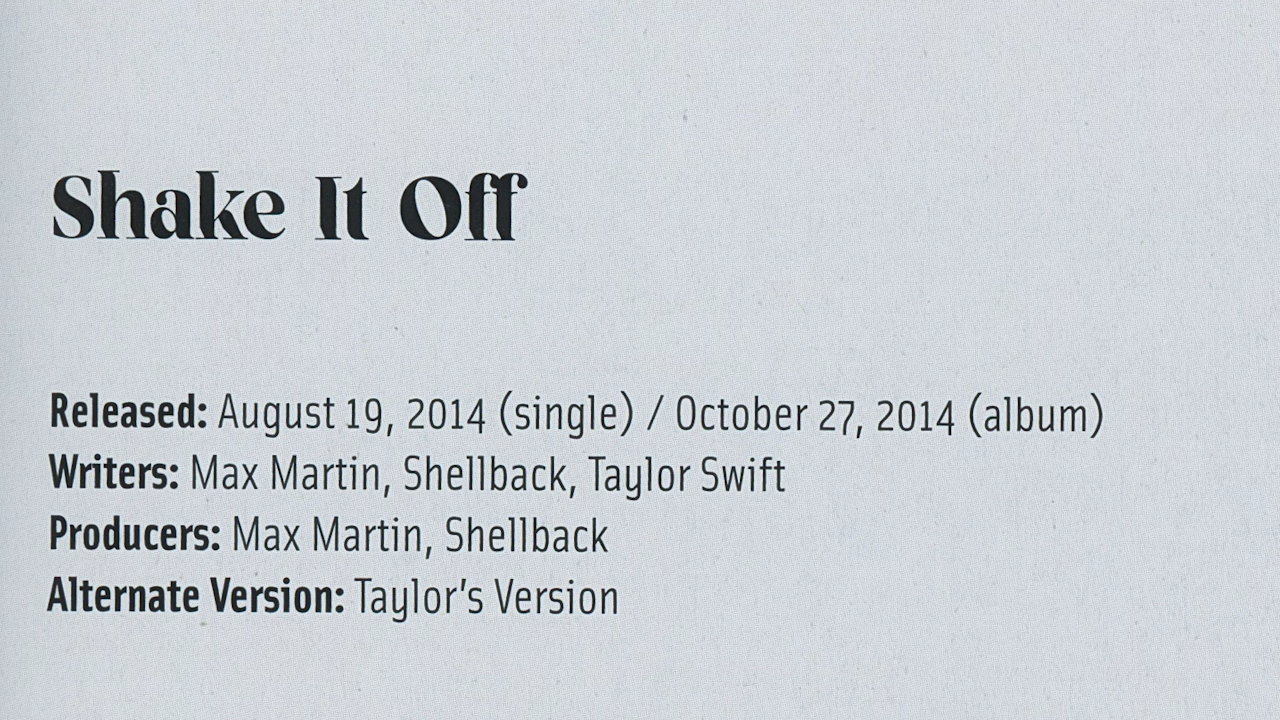 Shake It Off
Released: August 19, 2014 (single) / October 27, 2014 (album)
Writers: Max Martin, Shellback, Taylor Swift
Producers: Max Martin, Shellback
Alternate Version: Taylor’s Version